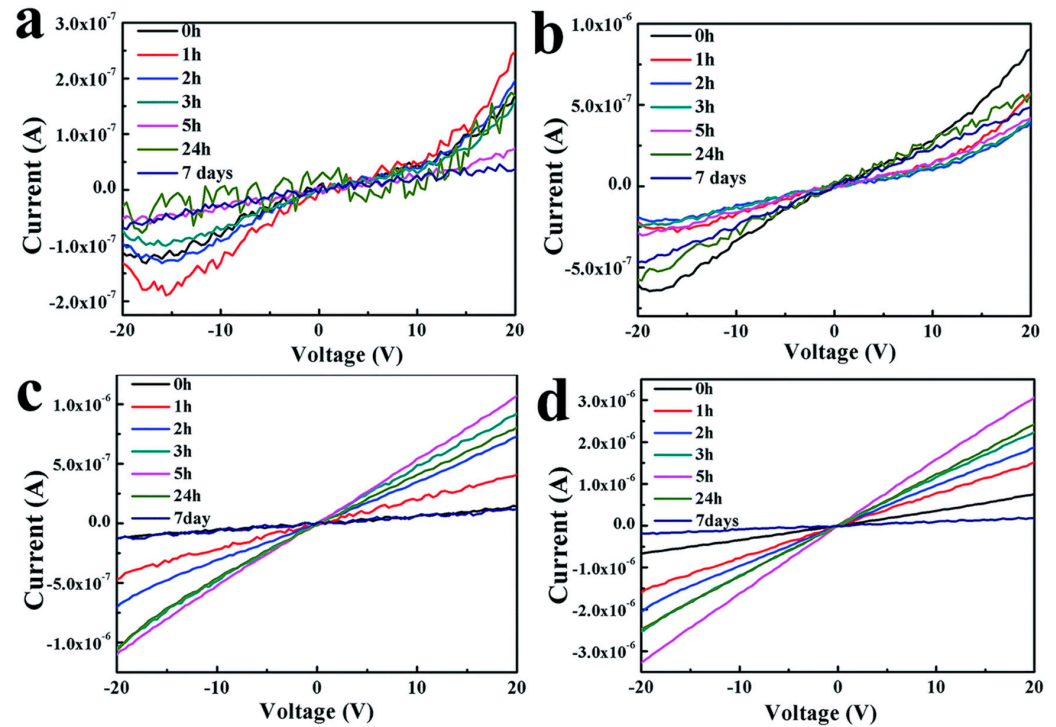 a
3.0x10⁻⁷
2.0x10⁻⁷
1.0x10⁻⁷
0.0
-1.0x10⁻⁷
-2.0x10⁻⁷
Current (A)
0h
1h
2h
3h
5h
24h
7 days
-20
-10
0
10
20
Voltage (V)
b
1.0x10⁻⁶
5.0x10⁻⁷
0.0
-5.0x10⁻⁷
Current (A)
0h
1h
2h
3h
5h
24h
7 days
-20
-10
0
10
20
Voltage (V)
c
1.0x10⁻⁶
5.0x10⁻⁷
0.0
-5.0x10⁻⁷
-1.0x10⁻⁶
Current (A)
0h
1h
2h
3h
5h
24h
7day
-20
-10
0
10
20
Voltage (V)
d
3.0x10⁻⁶
2.0x10⁻⁶
1.0x10⁻⁶
0.0
-1.0x10⁻⁶
-2.0x10⁻⁶
-3.0x10⁻⁶
Current (A)
0h
1h
2h
3h
5h
24h
7days
-20
-10
0
10
20
Voltage (V)